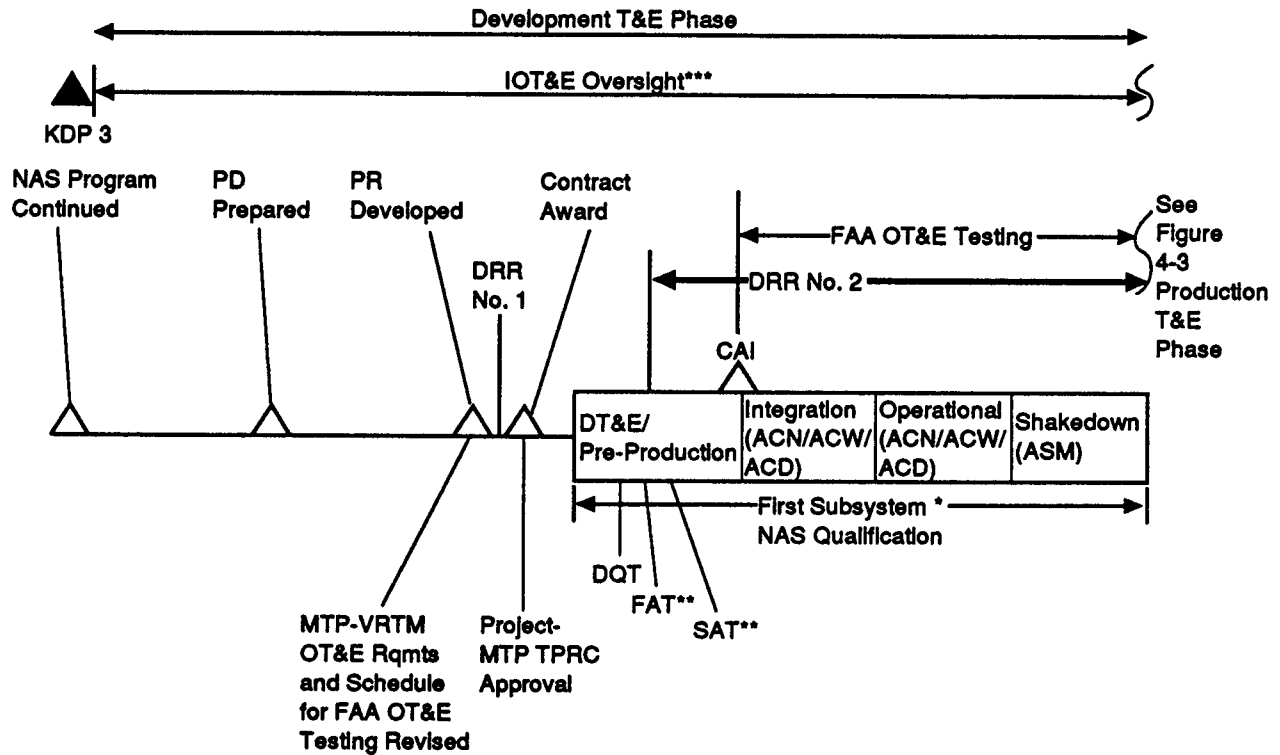 Development T&E Phase
IOT&E Oversight***
KDP 3
NAS Program
Continued
PD
Prepared
PR
Developed
Contract
Award
DRR
No. 1
FAA OT&E Testing
DRR No. 2
See
Figure
4-3
Production
T&E
Phase
CAI
DT&E/
Pre-Production
Integration
(ACN/ACW/
ACD)
Operational
(ACN/ACW/
ACD)
Shakedown
(ASM)
First Subsystem *
NAS Qualification
DQT
FAT**
SAT**
MTP-VRTM
OT&E Rqmts
and Schedule
for FAA OT&E
Testing Revised
Project-
MTP TPRC
Approval